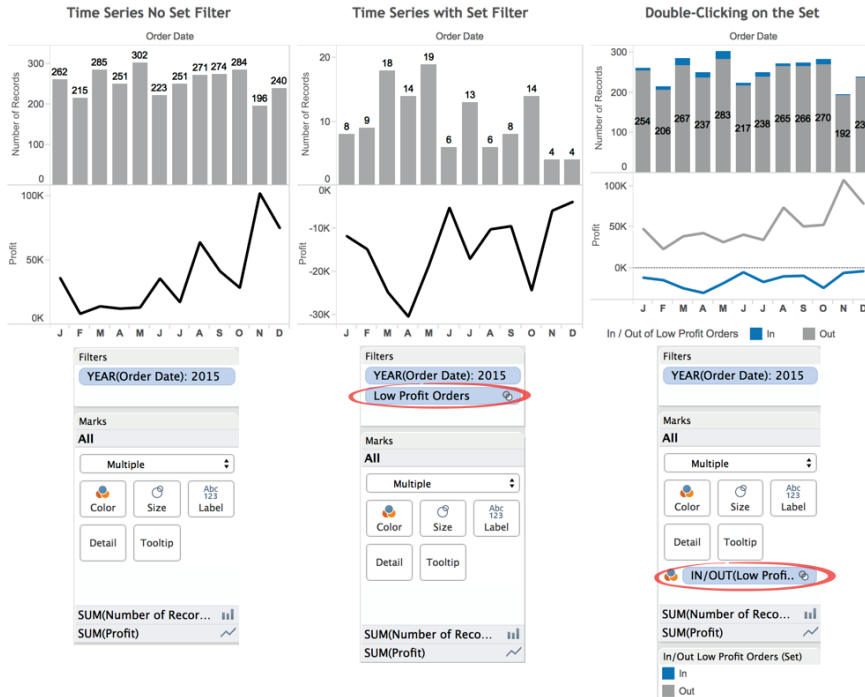 Time Series No Set Filter
Order Date
Number of Records
300
200
100
0
262
215
285
251
302
223
251
271
274
284
196
240
Profit
100K
50K
0K
J F M A M J J A S O N D
Filters
YEAR(Order Date): 2015
Marks
All
Multiple
Color
Size
Abc
123
Label
Detail
Tooltip
SUM(Number of Recor...
SUM(Profit)
Time Series with Set Filter
Order Date
Number of Records
20
10
0
8
9
18
14
19
6
13
6
8
14
4
4
Profit
0K
-10K
-20K
-30K
J F M A M J J A S O N D
Filters
YEAR(Order Date): 2015
Low Profit Orders
Marks
All
Multiple
Color
Size
Abc
123
Label
Detail
Tooltip
SUM(Number of Reco...
SUM(Profit)
Double-Clicking on the Set
Order Date
Number of Records
300
200
100
0
254
206
267
237
283
217
238
265
266
270
192
Profit
50K
0K
J F M A M J J A S O N D
In / Out of Low Profit Orders In Out
Filters
YEAR(Order Date): 2015
Marks
All
Multiple
Color
Size
Abc
123
Label
Detail
Tooltip
IN/OUT(Low Profi..
SUM(Number of Reco...
SUM(Profit)
In/Out Low Profit Orders (Set)
In
Out